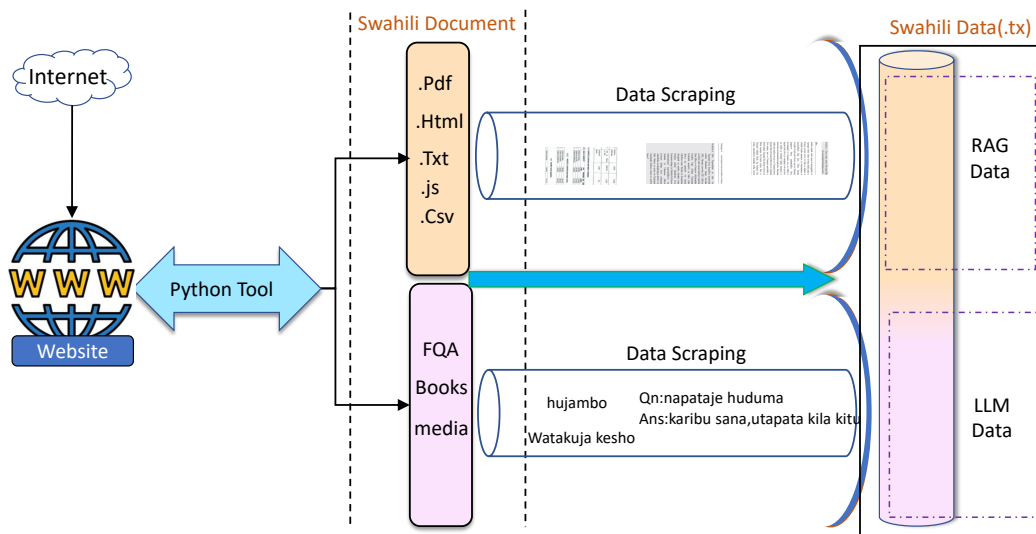 Swahili Document
Swahili Data(.tx)
Internet
.Pdf
.Html
.Txt
.js
.Csv
Data Scraping
RAG
Data
W W W
Website
Python Tool
FQA
Books
media
Data Scraping
hujambo
Watakuja kesho
Qn:napataje huduma
Ans:karibu sana,utapata kila kitu
LLM
Data